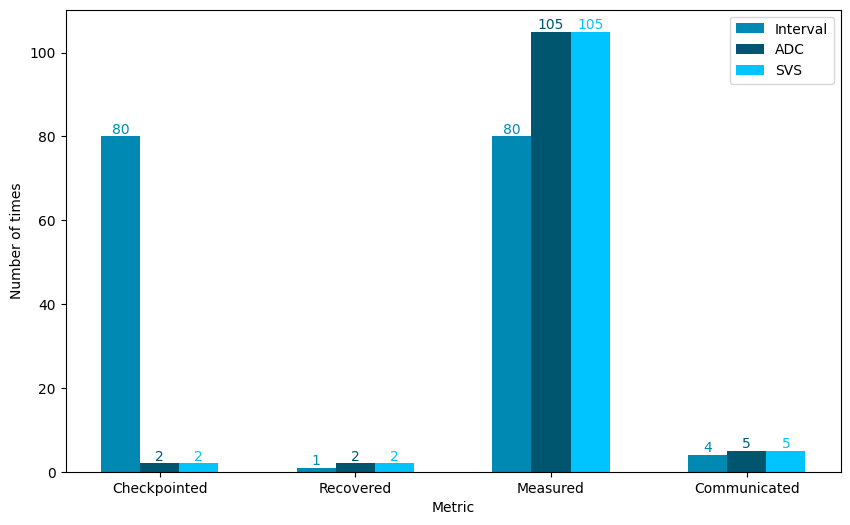 Interval
ADC
SVS
Number of times
100
80
60
40
20
0
80
2
2
1
2
2
80
105
105
4
5
5
Checkpointed
Recovered
Measured
Communicated
Metric